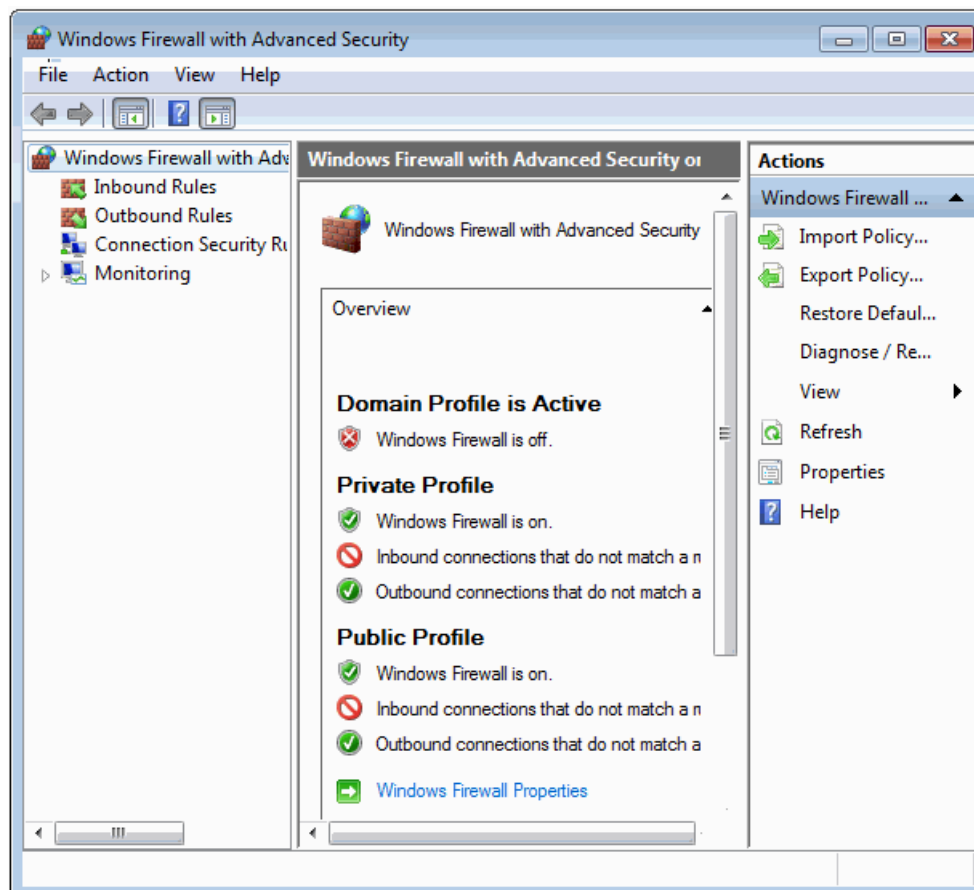 Windows Firewall with Advanced Security
File Action View Help
Windows Firewall with Adv
Inbound Rules
Outbound Rules
Connection Security Ru
Monitoring
Windows Firewall with Advanced Security on
Windows Firewall with Advanced Security
Overview
Domain Profile is Active
Windows Firewall is off.
Private Profile
Windows Firewall is on.
Inbound connections that do not match a r
Outbound connections that do not match a
Public Profile
Windows Firewall is on.
Inbound connections that do not match a r
Outbound connections that do not match a
Windows Firewall Properties
Actions
Windows Firewall ...
Import Policy...
Export Policy...
Restore Defaul...
Diagnose / Re...
View
Refresh
Properties
Help